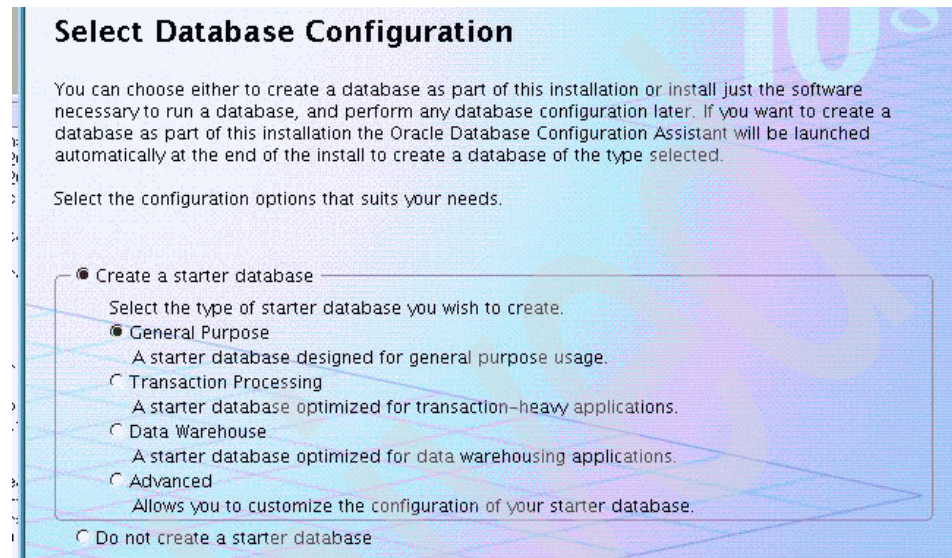 Select Database Configuration
You can choose either to create a database as part of this installation or install just the software
necessary to run a database, and perform any database configuration later. If you want to create a
database as part of this installation the Oracle Database Configuration Assistant will be launched
automatically at the end of the install to create a database of the type selected.
Select the configuration options that suits your needs.
Create a starter database
Select the type of starter database you wish to create.
General Purpose
A starter database designed for general purpose usage.
Transaction Processing
A starter database optimized for transaction-heavy applications.
Data Warehouse
A starter database optimized for data warehousing applications.
Advanced
Allows you to customize the configuration of your starter database.
Do not create a starter database